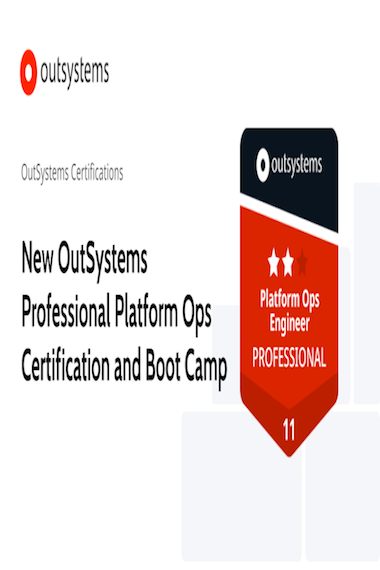 outsystems
OutSystems Certifications
New OutSystems
Professional Platform Ops
Certification and Boot Camp
outsystems
Platform Ops
Engineer
PROFESSIONAL
11